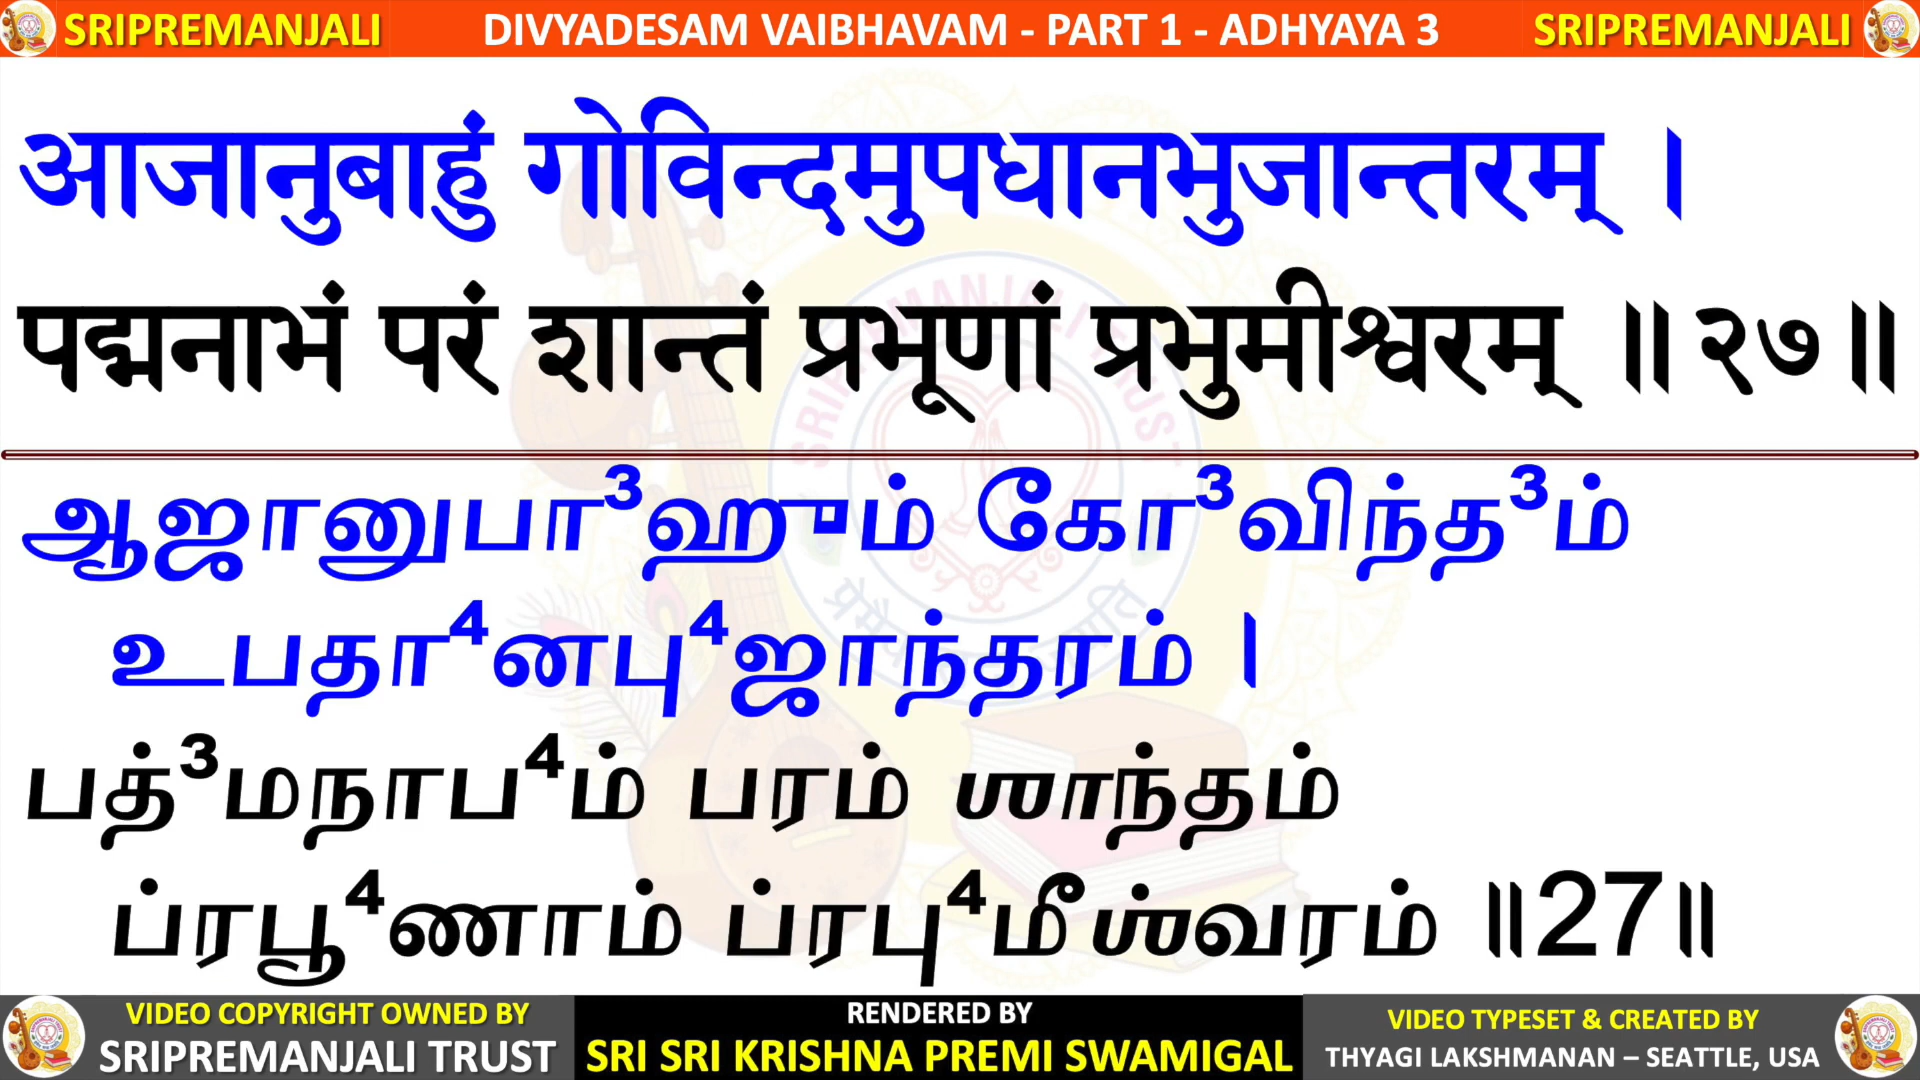 SRIPREMANJALI DIVYADESAM VAIBHAVAM - PART 1 - ADHYAYA 3 SRIPREMANJALI
आजानुबाहुं गोविन्दमुपधानभुजान्तरम् ।
पद्मनाभं परं शान्तं प्रभूणां प्रभुमीश्वरम् ॥ २७ ॥
ஆஜானுபா³ஹும் கோ³விந்த³ம்
உபதா⁴னபு⁴ஜாந்தரம் ।
பத்³மநாப⁴ம் பரம் ஶாந்தம்
ப்ரபூ⁴ணாம் ப்ரபு⁴மீஶ்வரம் ॥27॥
VIDEO COPYRIGHT OWNED BY
SRIPREMANJALI TRUST
RENDERED BY
SRI SRI KRISHNA PREMI SWAMIGAL
VIDEO TYPESET & CREATED BY
THYAGI LAKSHMANAN – SEATTLE, USA